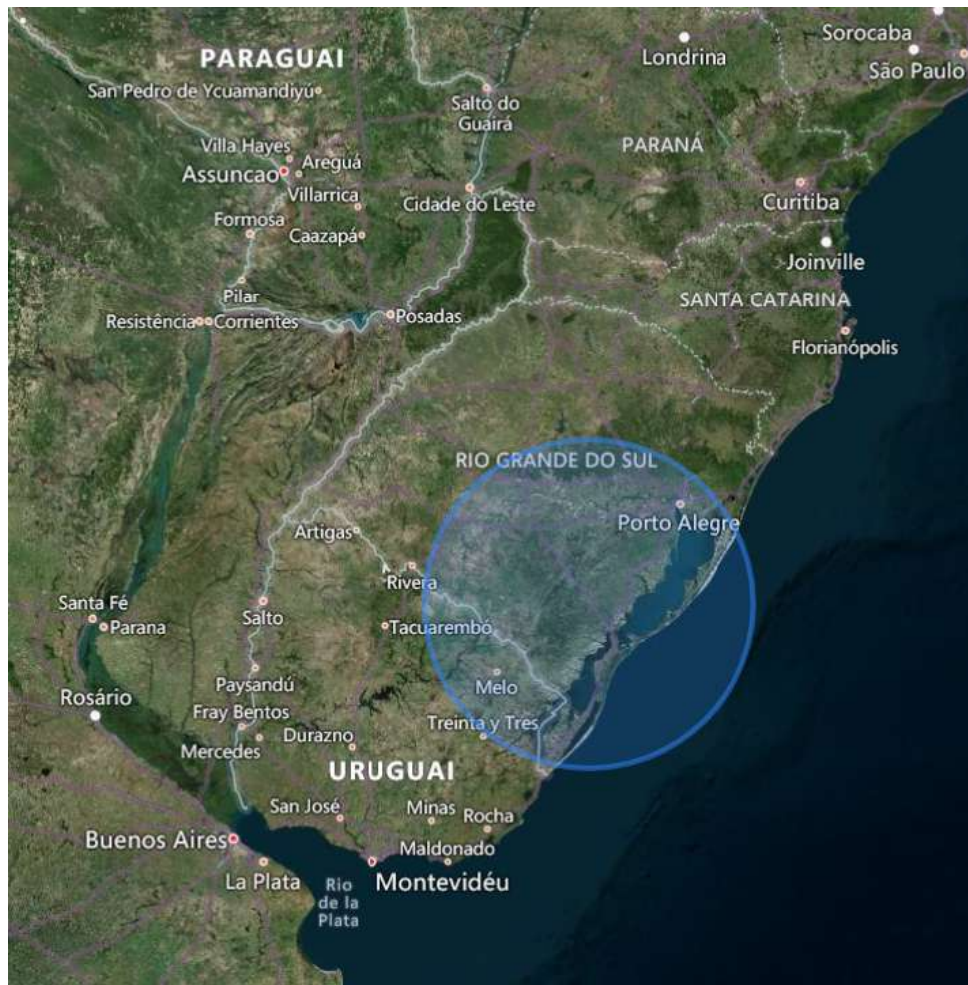 Sorocaba
Londrina
São Paulo
PARAGUAI
San Pedro de Ycuamandiyú
Salto do
Guairá
PARANÁ
Villa Hayes
Areguá
Assuncao
Villarrica
Cidade do Leste
Curitiba
Formosa
Caazapá
Joinville
Pilar
SANTA CATARINA
Resistência
Corrientes
Posadas
Florianópolis
RIO GRANDE DO SUL
Porto Alegre
Artigas
Rivera
Santa Fé
Parana
Salto
Tacuarembó
Paysandú
Melo
Rosário
Fray Bentos
Treinta y Tres
Mercedes
Durazno
URUGUAI
San José
Minas
Rocha
Buenos Aires
Maldonado
La Plata
Montevidéu
Rio
de la
Plata